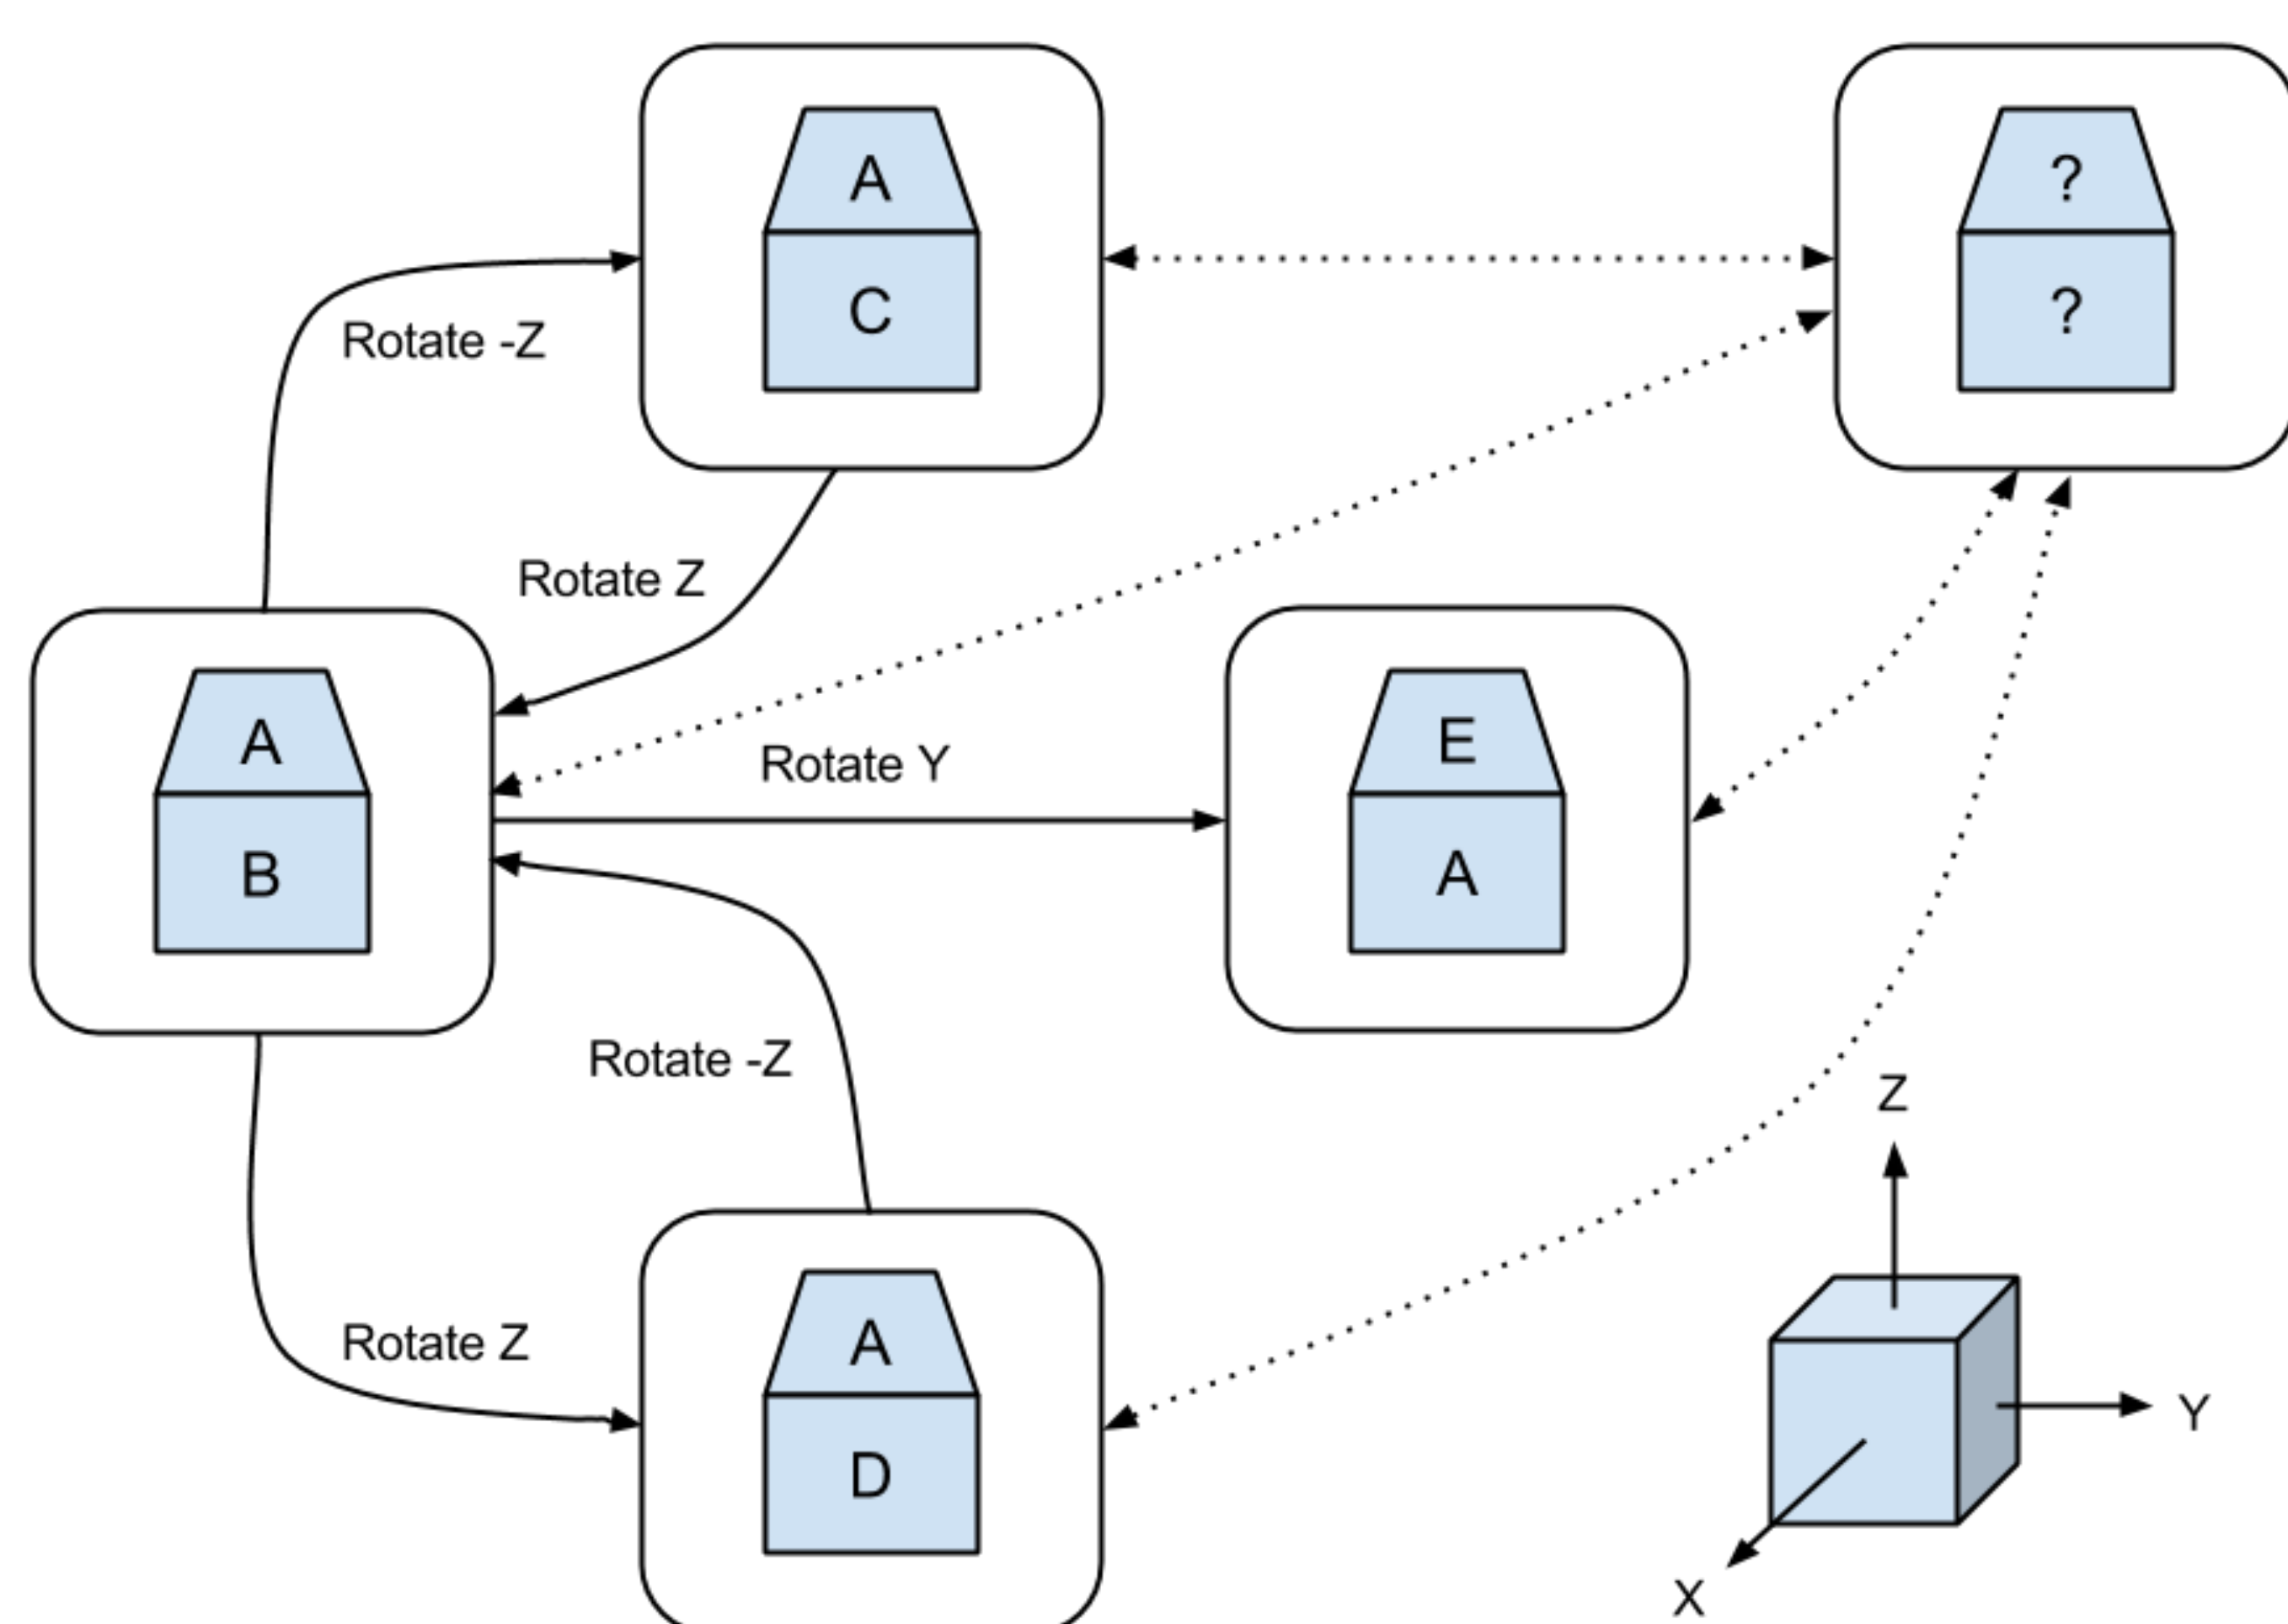 A
C
?
?
Rotate -Z
Rotate Z
A
B
Rotate Y
E
A
Rotate -Z
Rotate Z
A
D
Z
Y
X